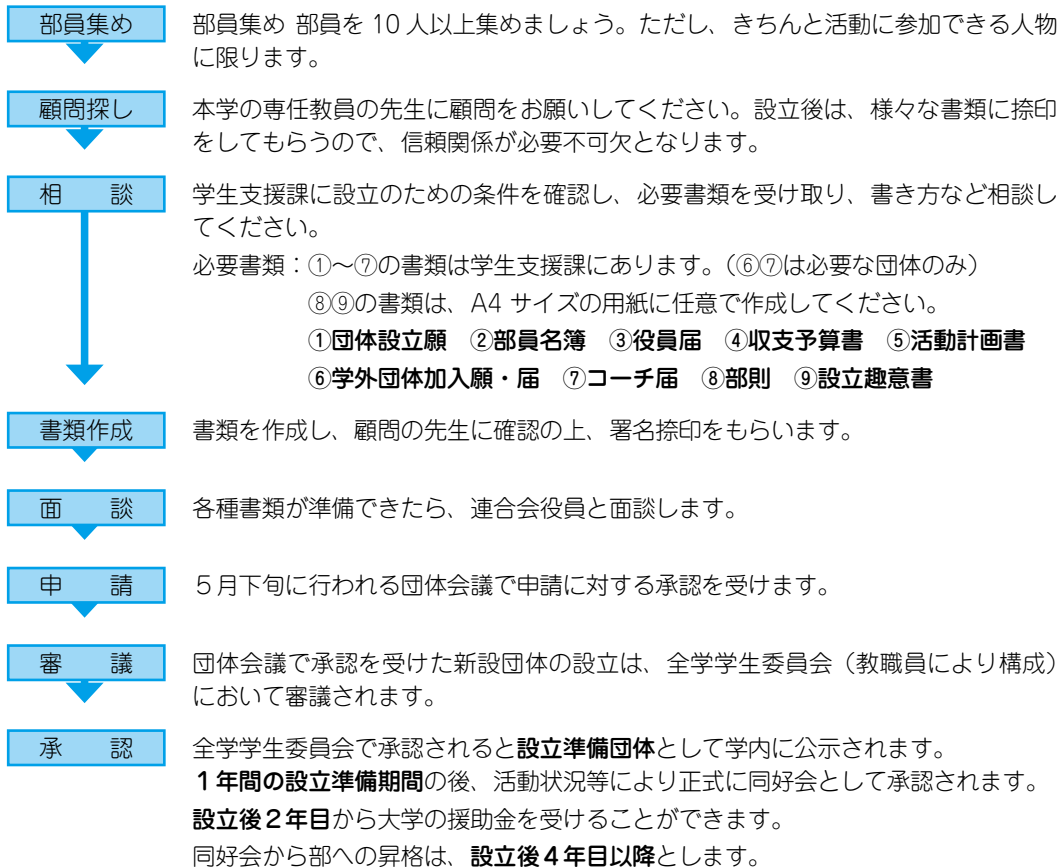 部員集め 部員集め 部員を 10 人以上集めましょう。ただし、きちんと活動に参加できる人物
に限ります。
顧問探し 本学の専任教員の先生に顧問をお願いしてください。設立後は、様々な書類に捺印
をしてもらうので、信頼関係が必要不可欠となります。
相　談 学生支援課に設立のための条件を確認し、必要書類を受け取り、書き方など相談し
てください。
必要書類：①～⑦の書類は学生支援課にあります。（⑥⑦は必要な団体のみ）
⑧⑨の書類は、A4 サイズの用紙に任意で作成してください。
①団体設立願　②部員名簿　③役員届　④収支予算書　⑤活動計画書
⑥学外団体加入願・届　⑦コーチ届　⑧部則　⑨設立趣意書
書類作成 書類を作成し、顧問の先生に確認の上、署名捺印をもらいます。
面　談 各種書類が準備できたら、連合会役員と面談します。
申　請 ５月下旬に行われる団体会議で申請に対する承認を受けます。
審　議 団体会議で承認を受けた新設団体の設立は、全学学生委員会（教職員により構成）
において審議されます。
承　認 全学学生委員会で承認されると設立準備団体として学内に公示されます。
１年間の設立準備期間の後、活動状況等により正式に同好会として承認されます。
設立後２年目から大学の援助金を受けることができます。
同好会から部への昇格は、設立後４年目以降とします。